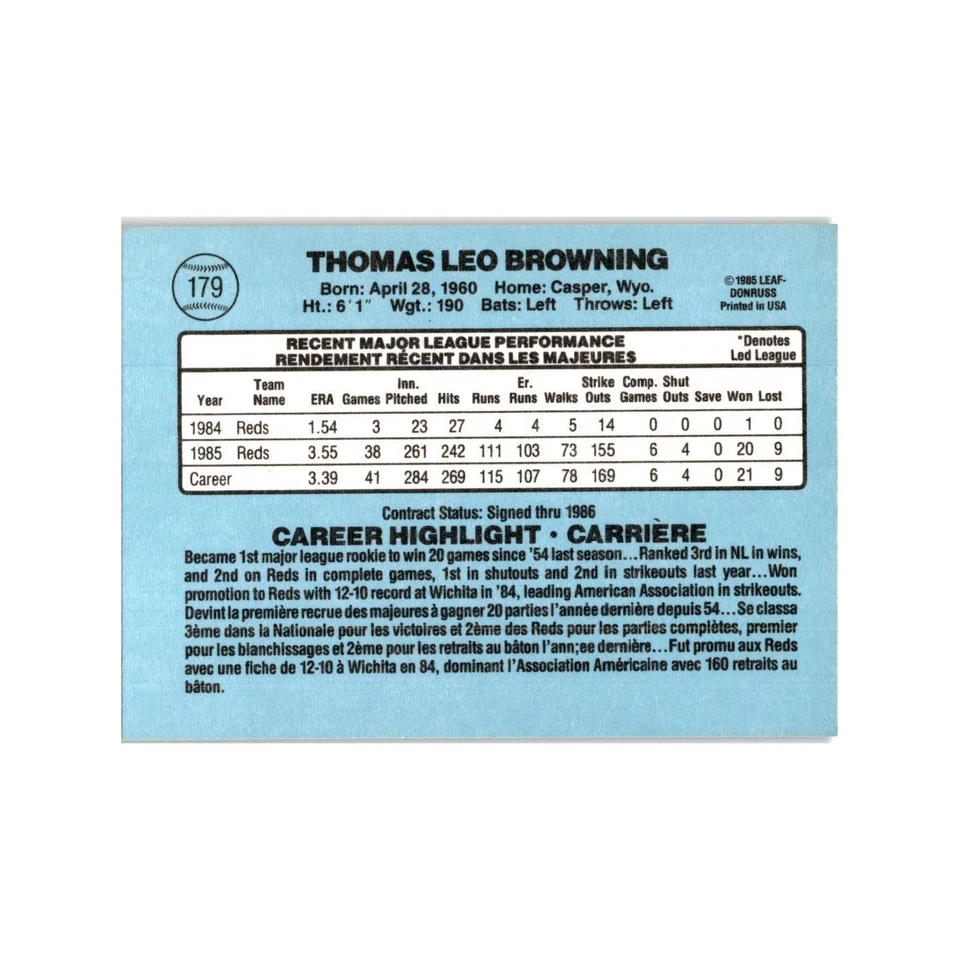 179
THOMAS LEO BROWNING
Born: April 28, 1960 Home: Casper, Wyo.
Ht.: 6'1" Wgt.: 190 Bats: Left Throws: Left
© 1985 LEAF-
DONRUSS
Printed in USA
RECENT MAJOR LEAGUE PERFORMANCE
RENDEMENT RÉCENT DANS LES MAJEURES
*Denotes
Led League
Year Team Name ERA Games Inn. Pitched Hits Runs Er. Runs Walks Strike Outs Comp. Games Shut Outs Save Won Lost
1984 Reds 1.54 3 23 27 4 4 5 14 0 0 0 1 0
1985 Reds 3.55 38 261 242 111 103 73 155 6 4 0 20 9
Career 3.39 41 284 269 115 107 78 169 6 4 0 21 9
Contract Status: Signed thru 1986
CAREER HIGHLIGHT • CARRIÈRE
Became 1st major league rookie to win 20 games since '54 last season...Ranked 3rd in NL in wins,
and 2nd on Reds in complete games, 1st in shutouts and 2nd in strikeouts last year...Won
promotion to Reds with 12-10 record at Wichita in '84, leading American Association in strikeouts.
Devint la première recrue des majeures à gagner 20 parties l'année dernière depuis 54...Se classa
3ème dans la Nationale pour les victoires et 2ème des Reds pour les parties complètes, premier
pour les blanchissages et 2ème pour les retraits au bâton l'ann;ee dernière...Fut promu aux Reds
avec une fiche de 12-10 à Wichita en 84, dominant l'Association Américaine avec 160 retraits au
bâton.